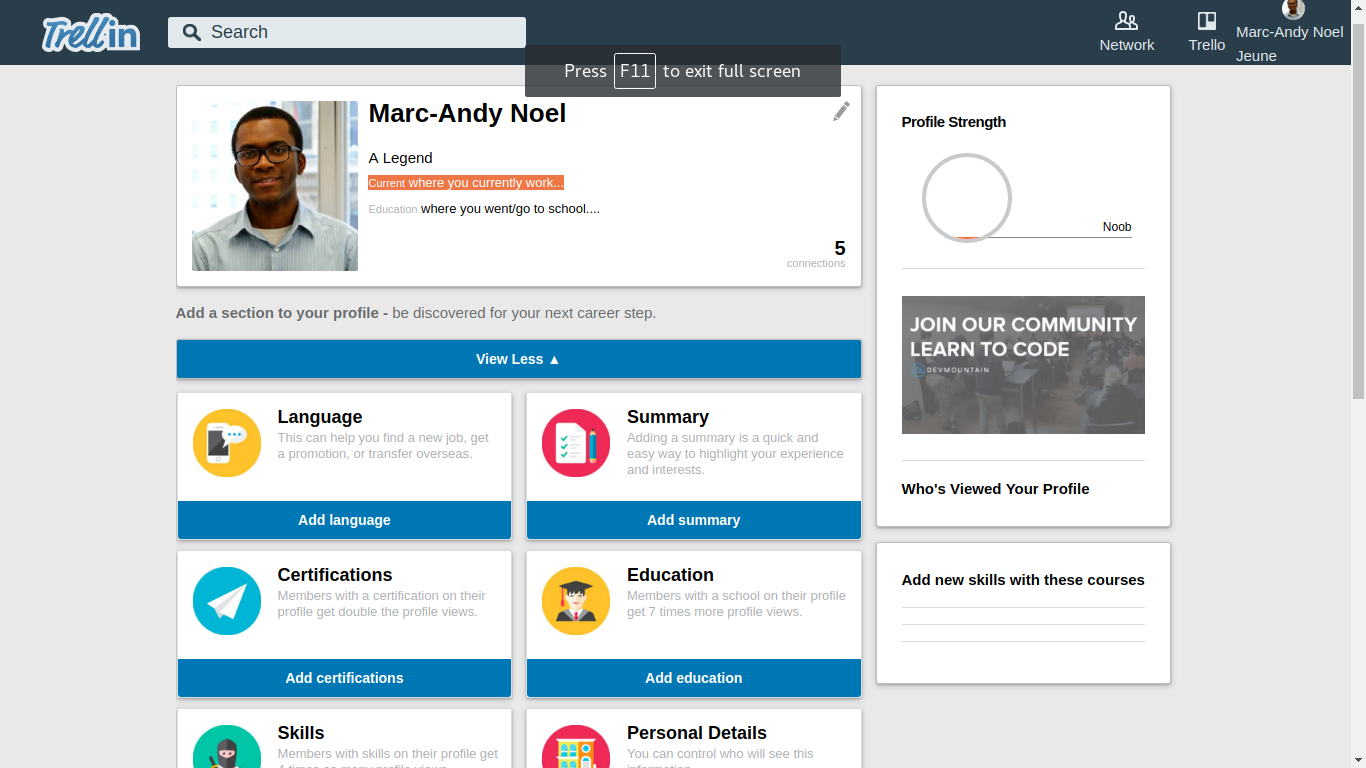 Trell in
Search
Network
Trello
Marc-Andy Noel
Jeune
Press F11 to exit full screen
Marc-Andy Noel
A Legend
Current where you currently work...
Education where you went/go to school....
5
connections
Add a section to your profile - be discovered for your next career step.
View Less ▲
Language
This can help you find a new job, get
a promotion, or transfer overseas.
Add language
Summary
Adding a summary is a quick and
easy way to highlight your experience
and interests.
Add summary
Certifications
Members with a certification on their
profile get double the profile views.
Add certifications
Education
Members with a school on their profile
get 7 times more profile views.
Add education
Skills
Members with skills on their profile get
Personal Details
You can control who will see this
Profile Strength
Noob
JOIN OUR COMMUNITY
LEARN TO CODE
DEVMOUNTAIN
Who's Viewed Your Profile
Add new skills with these courses